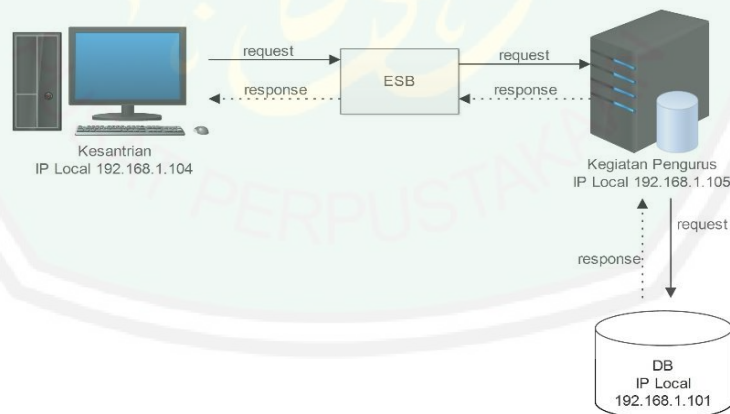 request
request
ESB
response
response
Kesantrian
IP Local 192.168.1.104
Kegiatan Pengurus
IP Local 192.168.1.105
request
response
DB
IP Local
192.168.1.101
PERPUSTAKAAN